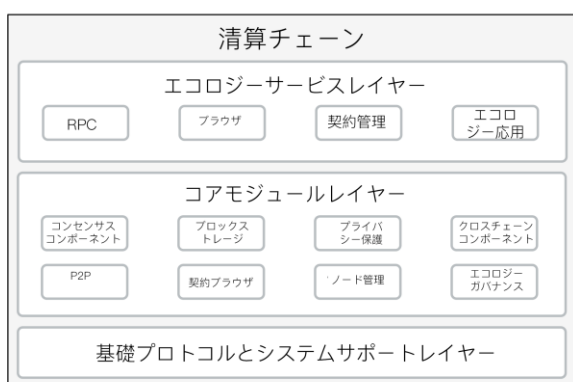 清算チェーン
エコロジーサービスレイヤー
RPC
ブラウザ
契約管理
エコロ
ジー応用
コアモジュールレイヤー
コンセンサス
コンポーネント
ブロックス
トレージ
プライバ
シー保護
クロスチェーン
コンポーネント
P2P
契約ブラウザ
ノード管理
エコロジー
ガバナンス
基礎プロトコルとシステムサポートレイヤー